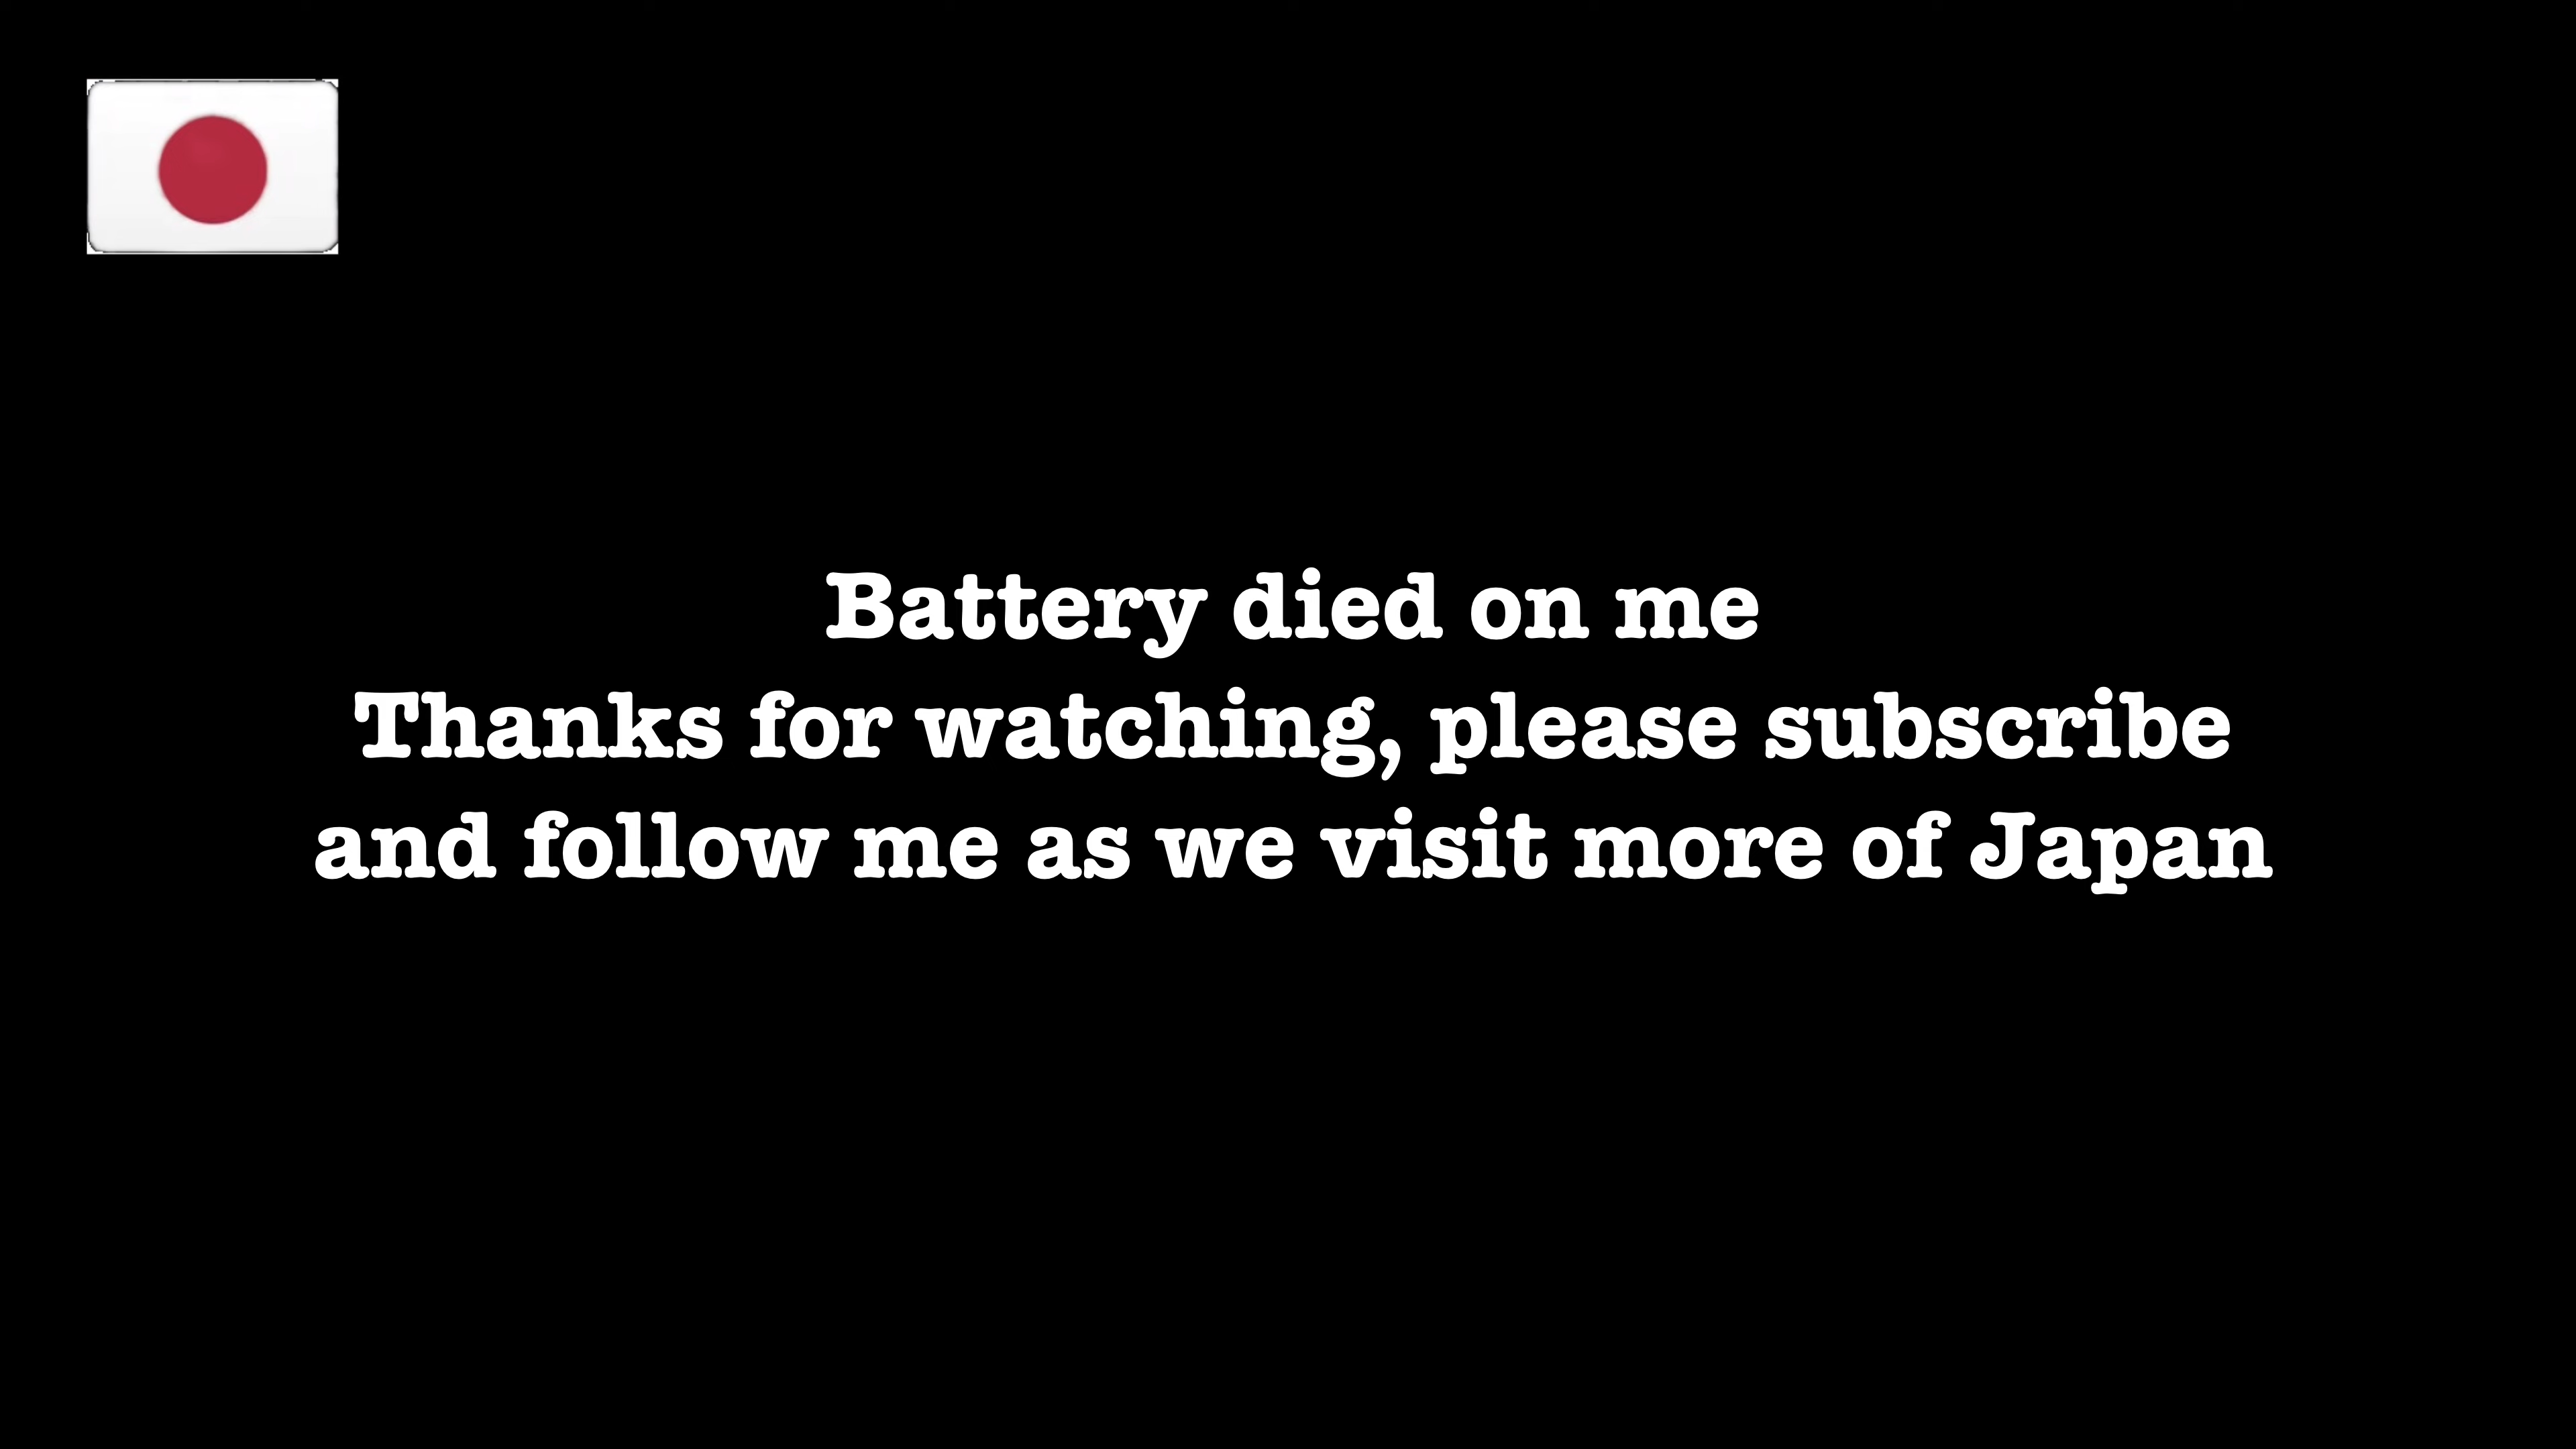 Battery died on me
Thanks for watching, please subscribe
and follow me as we visit more of Japan